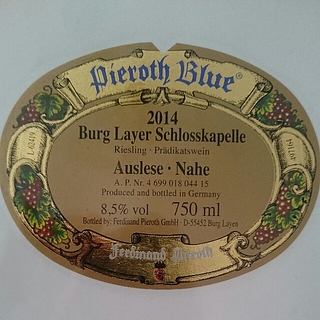 Pieroth Blue®
2014
Burg Layer Schlosskapelle
Riesling · Prädikatswein
Auslese · Nahe
A. P. Nr. 4 699 018 044 15
Produced and bottled in Germany
8.5% vol 750 ml
Bottled by: Ferdinand Pieroth GmbH · D-55452 Burg Layen
Ferdinand Pieroth